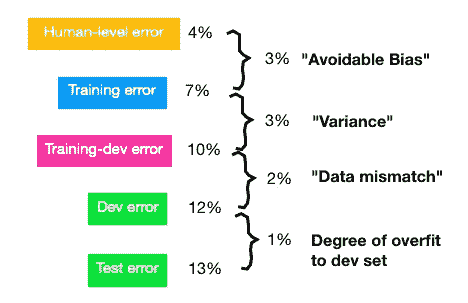 Human-level error 4%
3% "Avoidable Bias"
Training error 7%
3% "Variance"
Training-dev error 10%
2% "Data mismatch"
Dev error 12%
1% Degree of overfit
to dev set
Test error 13%